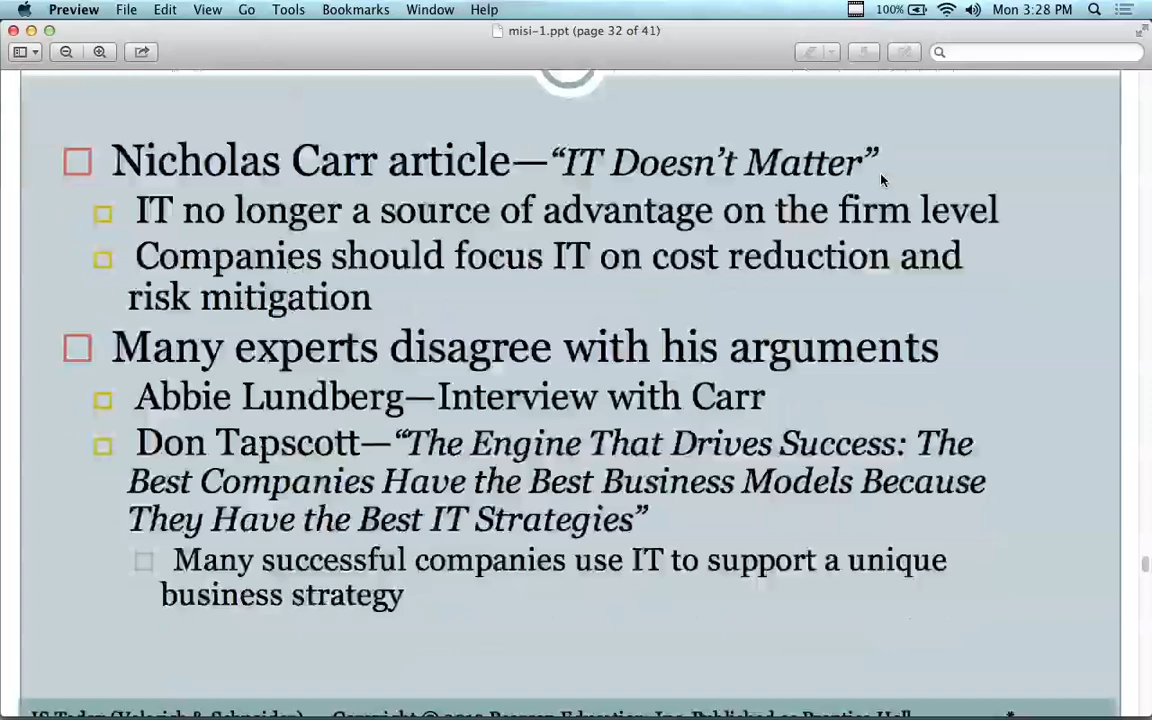 Preview File Edit View Go Tools Bookmarks Window Help 100% Mon 3:28 PM
misi-1.ppt (page 32 of 41)
Nicholas Carr article—“IT Doesn’t Matter”
IT no longer a source of advantage on the firm level
Companies should focus IT on cost reduction and
risk mitigation
Many experts disagree with his arguments
Abbie Lundberg—Interview with Carr
Don Tapscott—“The Engine That Drives Success: The
Best Companies Have the Best Business Models Because
They Have the Best IT Strategies”
Many successful companies use IT to support a unique
business strategy